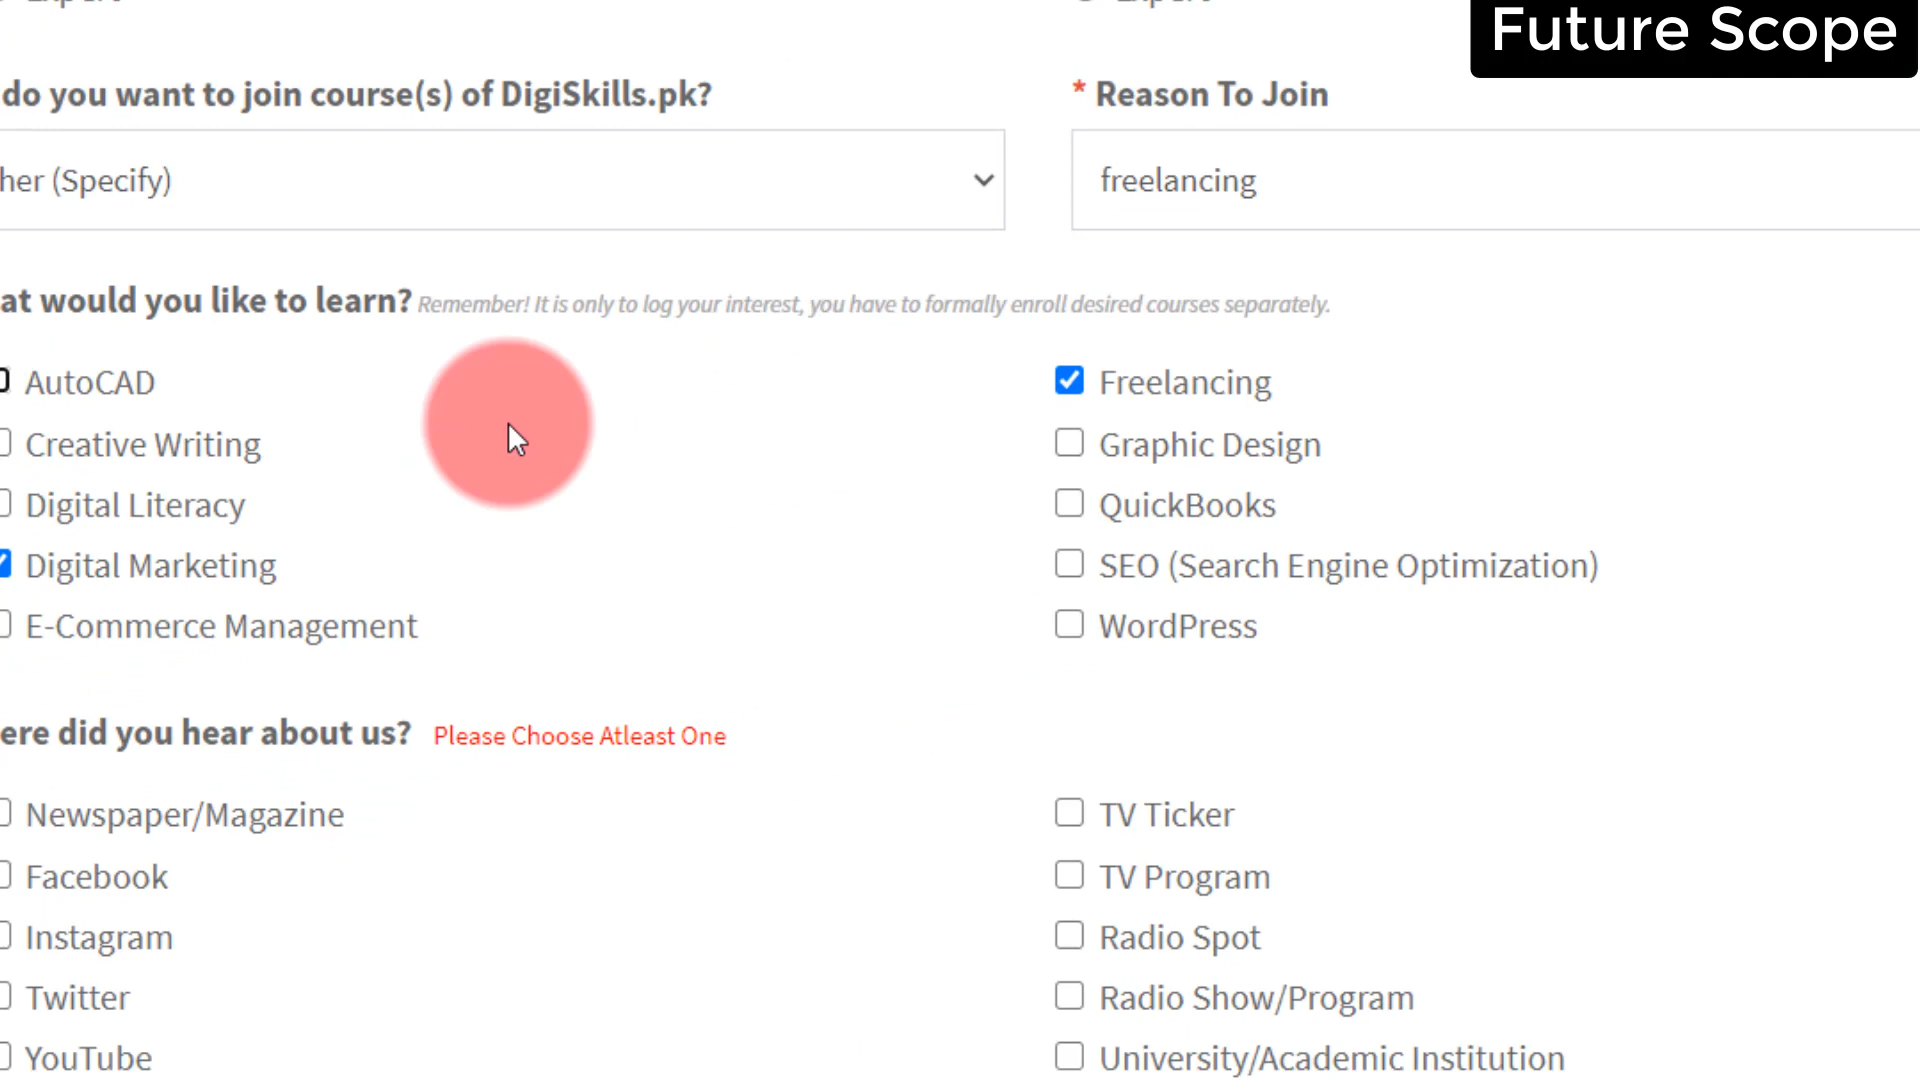 Future Scope
do you want to join course(s) of DigiSkills.pk?
* Reason To Join
her (Specify)
freelancing
at would you like to learn? Remember! It is only to log your interest, you have to formally enroll desired courses separately.
AutoCAD
Freelancing
Creative Writing
Graphic Design
Digital Literacy
QuickBooks
Digital Marketing
SEO (Search Engine Optimization)
E-Commerce Management
WordPress
ere did you hear about us? Please Choose Atleast One
Newspaper/Magazine
TV Ticker
Facebook
TV Program
Instagram
Radio Spot
Twitter
Radio Show/Program
YouTube
University/Academic Institution